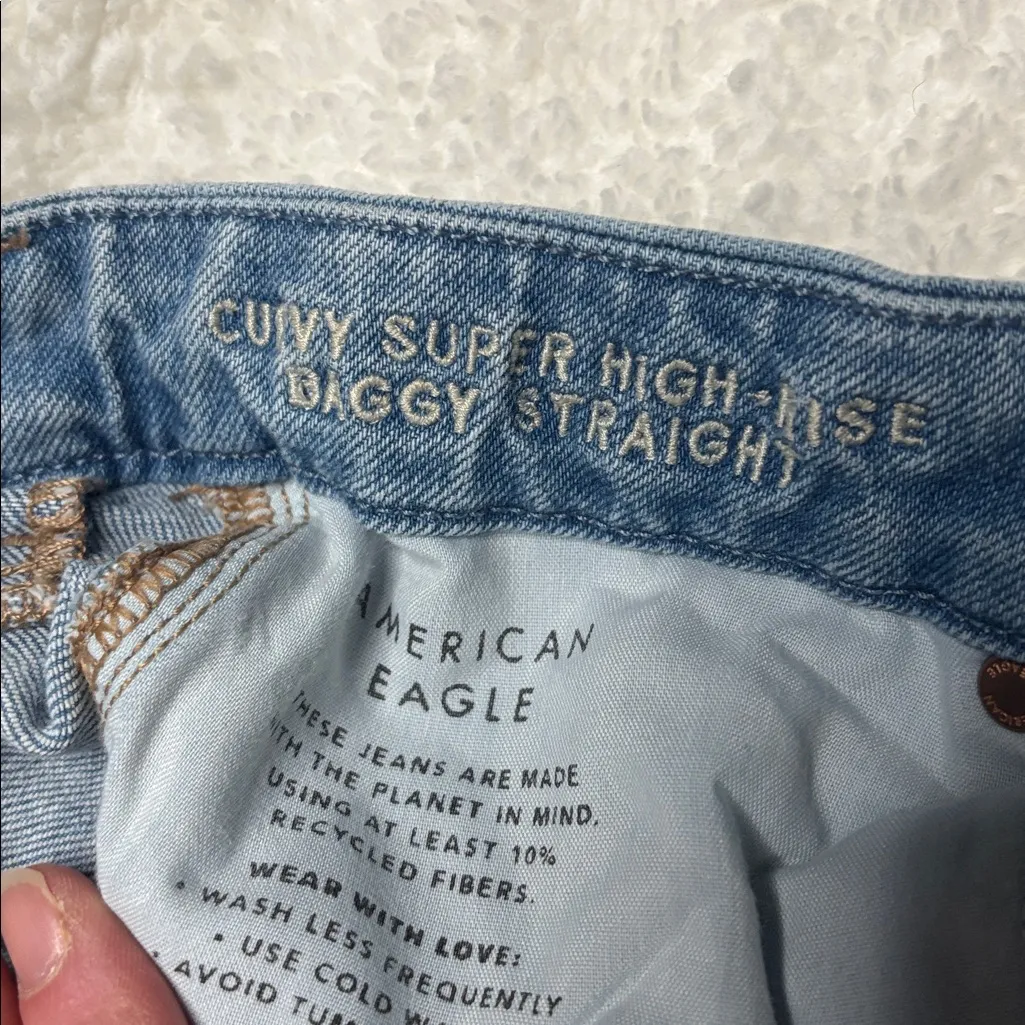 CURVY SUPER HIGH-RISE
BAGGY STRAIGHT
AMERICAN
EAGLE
THESE JEANS ARE MADE
WITH THE PLANET IN MIND.
USING AT LEAST 10%
RECYCLED FIBERS.
WEAR WITH LOVE:
• WASH LESS FREQUENTLY
• USE COLD
• AVOID
EAGLE